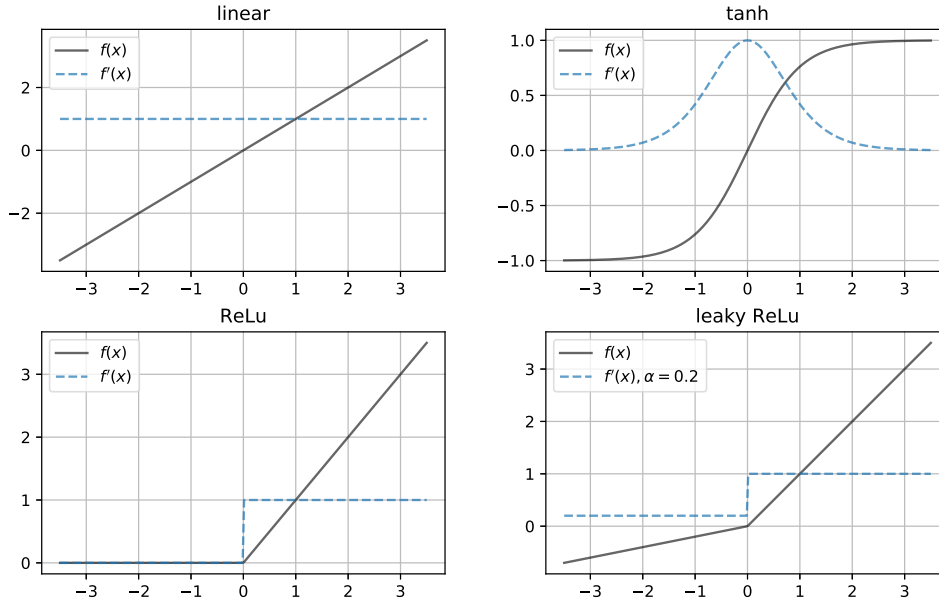 linear
f(x)
f'(x)
2
0
−2
−3 −2 −1 0 1 2 3
tanh
f(x)
f'(x)
1.0
0.5
0.0
−0.5
−1.0
−3 −2 −1 0 1 2 3
ReLu
f(x)
f'(x)
3
2
1
0
−3 −2 −1 0 1 2 3
leaky ReLu
f(x)
f'(x), α = 0.2
3
2
1
0
−3 −2 −1 0 1 2 3